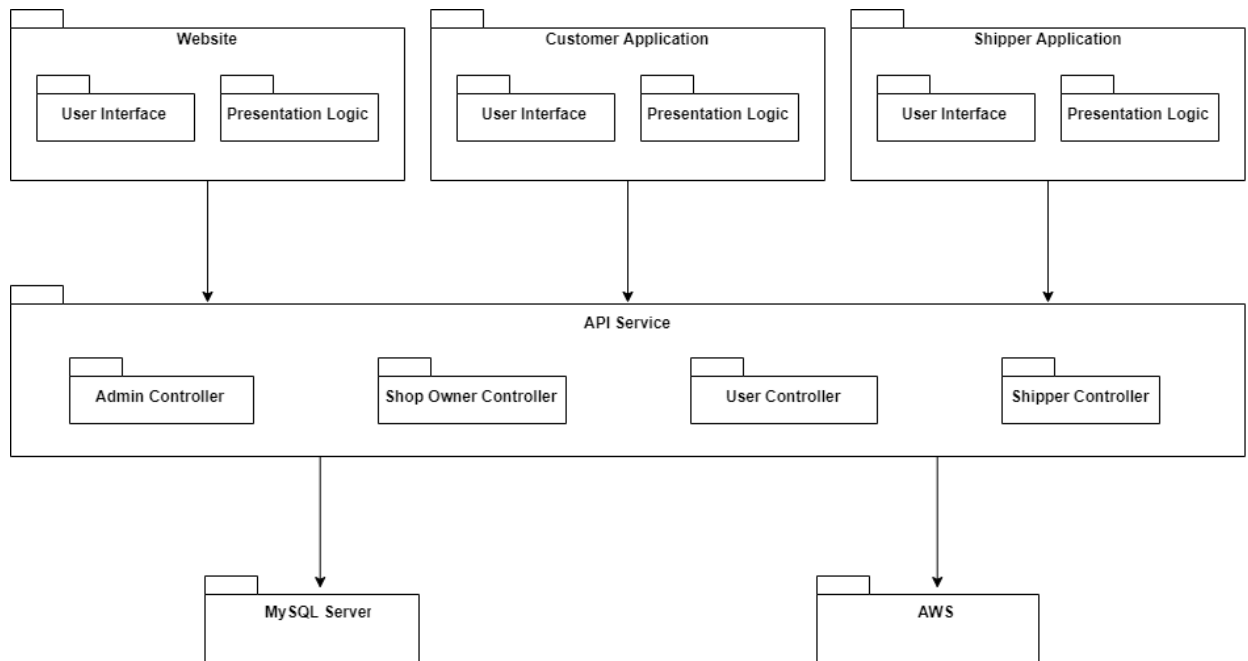 Website
User Interface
Presentation Logic
Customer Application
User Interface
Presentation Logic
Shipper Application
User Interface
Presentation Logic
API Service
Admin Controller
Shop Owner Controller
User Controller
Shipper Controller
MySQL Server
AWS